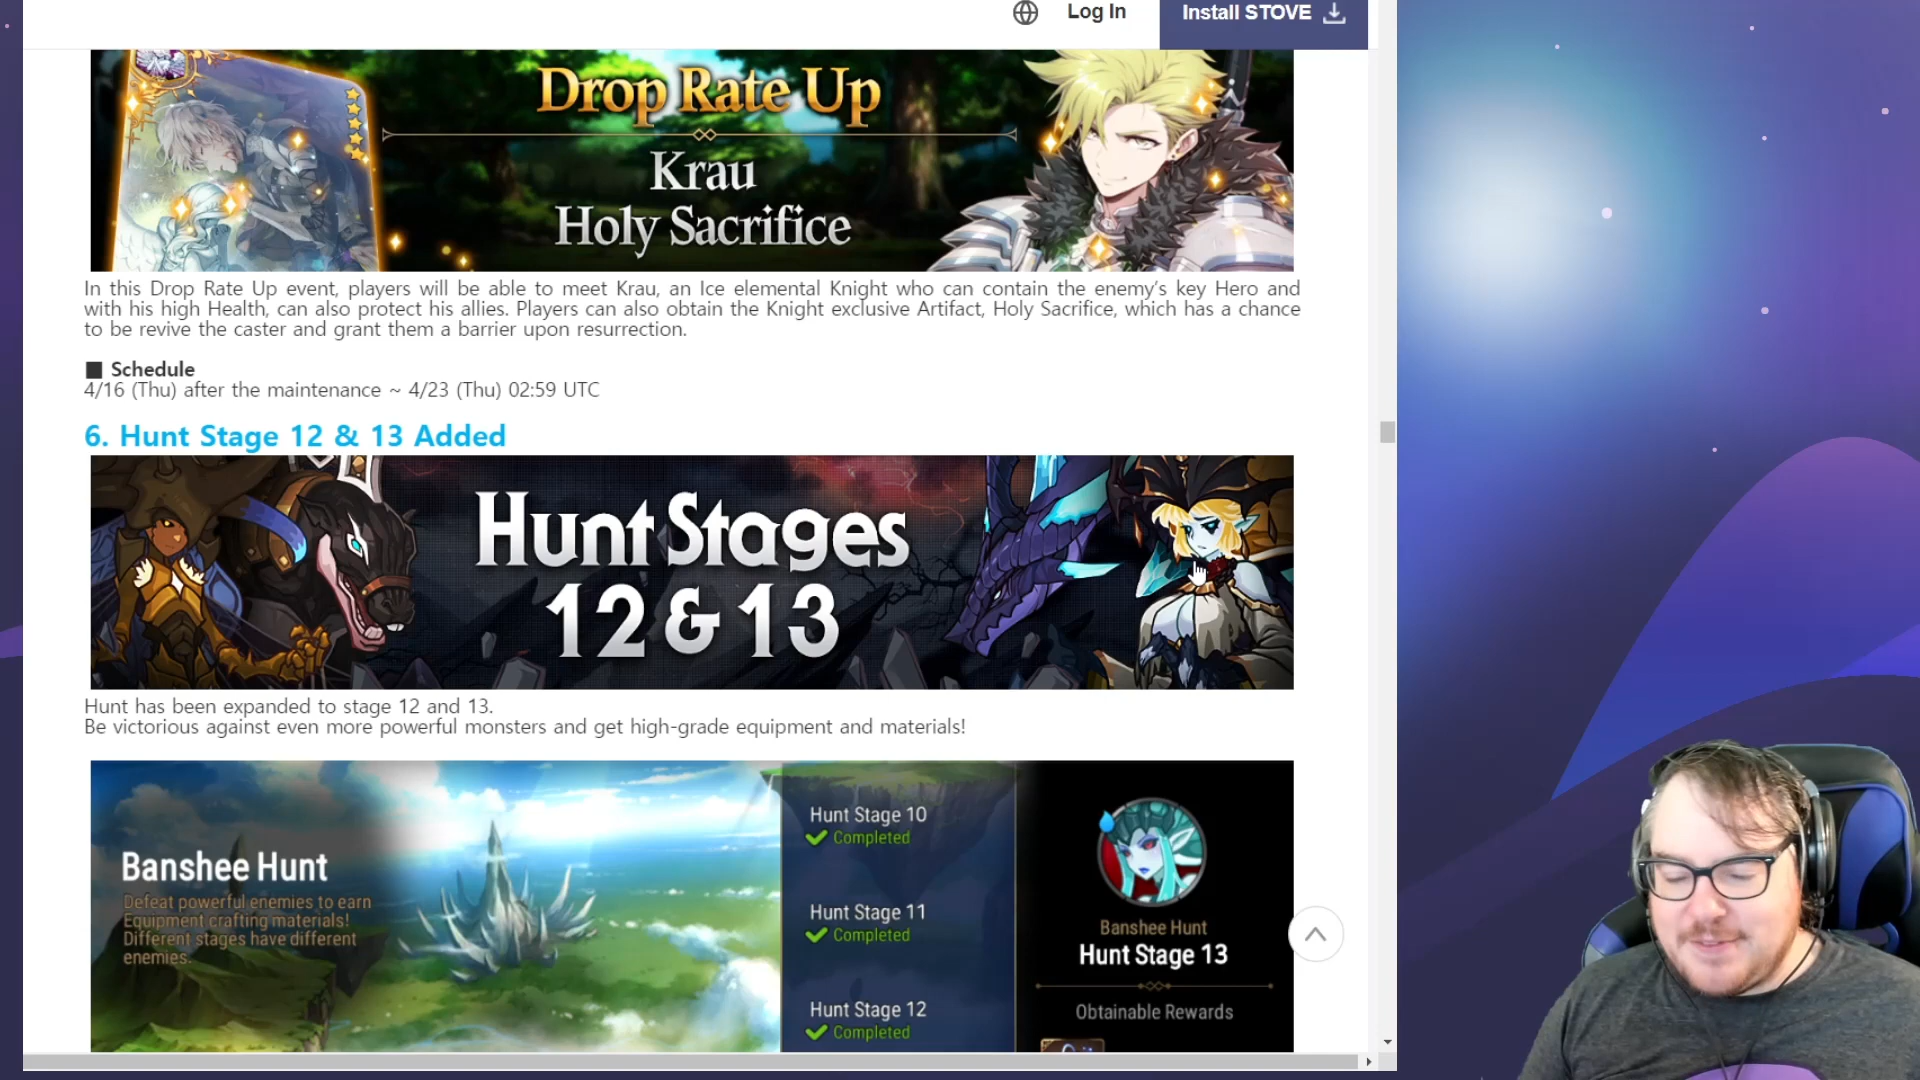 Log In
Install STOVE
Drop Rate Up
Krau
Holy Sacrifice
In this Drop Rate Up event, players will be able to meet Krau, an Ice elemental Knight who can contain the enemy's key Hero and
with his high Health, can also protect his allies. Players can also obtain the Knight exclusive Artifact, Holy Sacrifice, which has a chance
to be revive the caster and grant them a barrier upon resurrection.
■ Schedule
4/16 (Thu) after the maintenance ~ 4/23 (Thu) 02:59 UTC
6. Hunt Stage 12 & 13 Added
Hunt Stages
12 & 13
Hunt has been expanded to stage 12 and 13.
Be victorious against even more powerful monsters and get high-grade equipment and materials!
Banshee Hunt
Defeat powerful enemies to earn
Equipment crafting materials!
Different stages have different
enemies.
Hunt Stage 10
Completed
Hunt Stage 11
Completed
Hunt Stage 12
Completed
Banshee Hunt
Hunt Stage 13
Obtainable Rewards